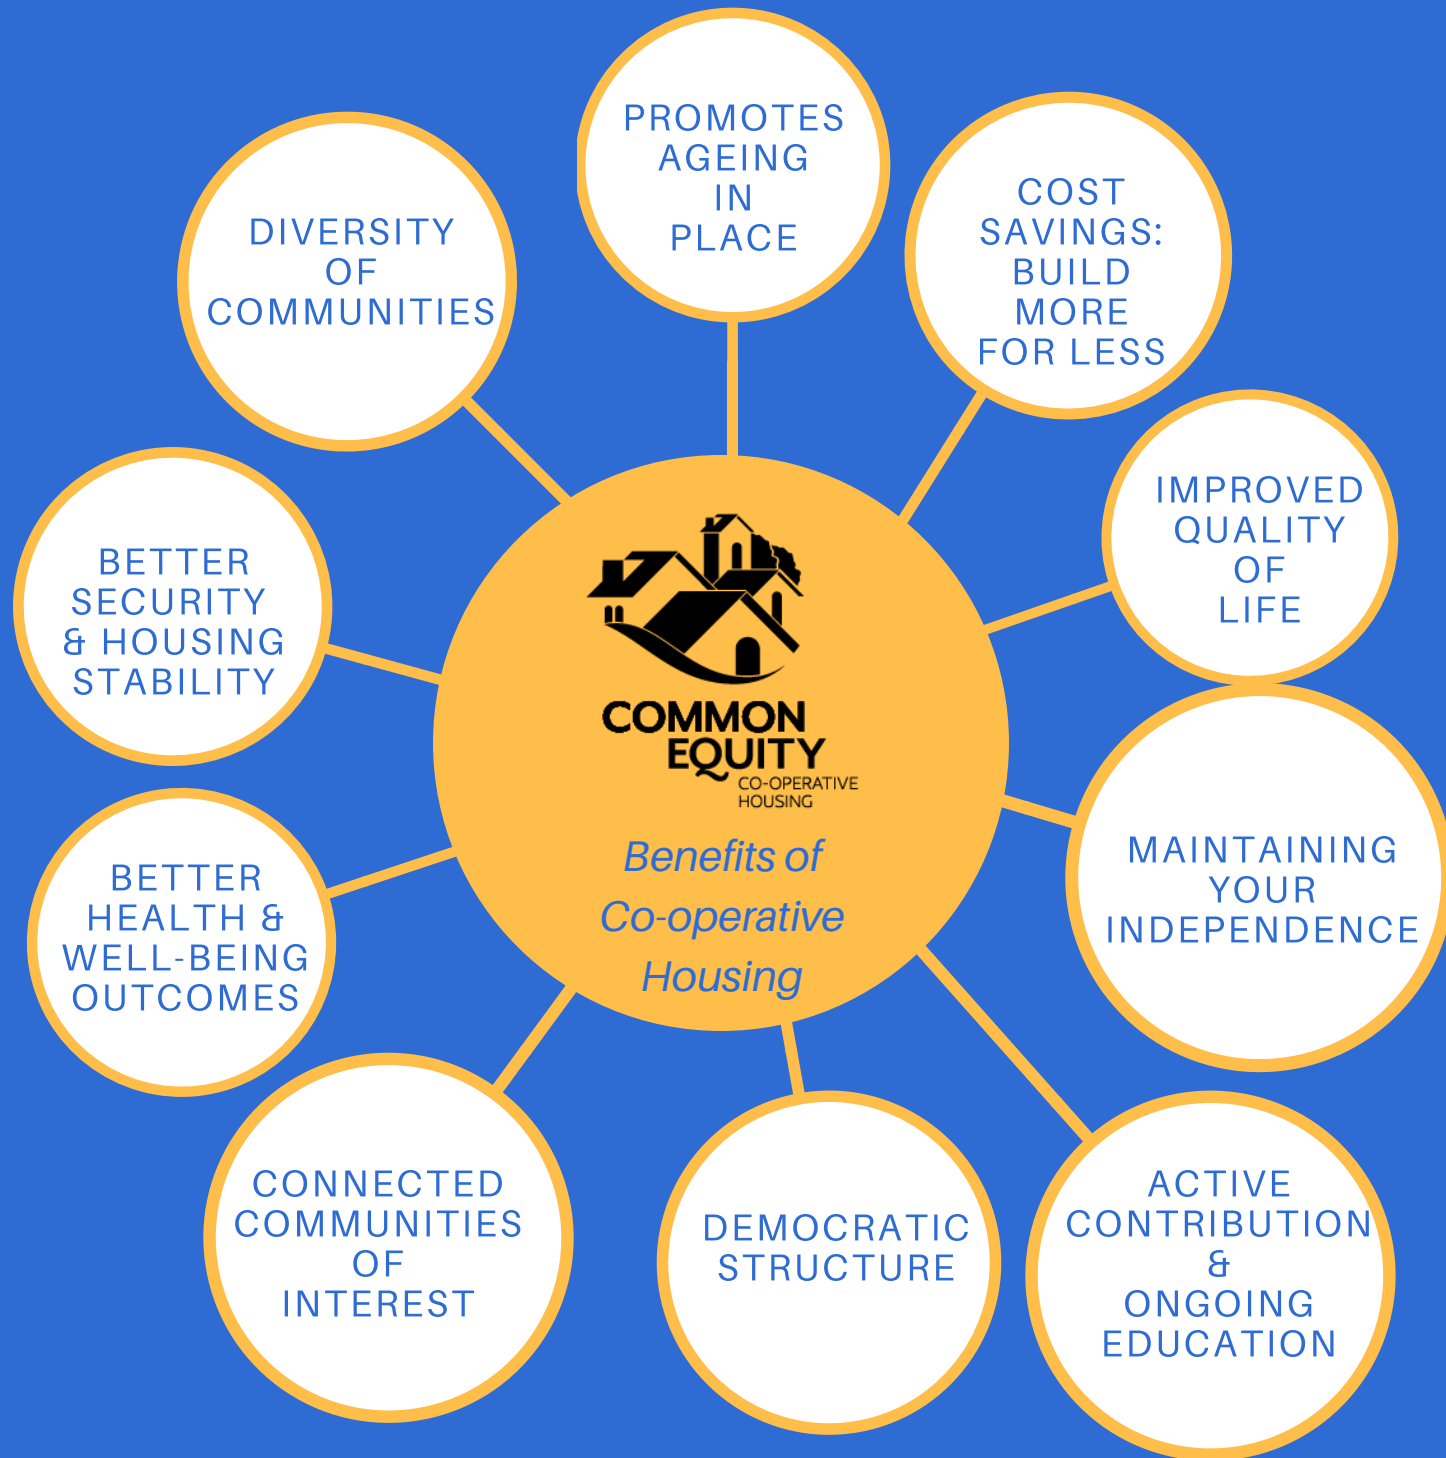 PROMOTES
AGEING
IN
PLACE
COST
SAVINGS:
BUILD
MORE
FOR LESS
IMPROVED
QUALITY
OF
LIFE
MAINTAINING
YOUR
INDEPENDENCE
ACTIVE
CONTRIBUTION
&
ONGOING
EDUCATION
DEMOCRATIC
STRUCTURE
CONNECTED
COMMUNITIES
OF
INTEREST
BETTER
HEALTH &
WELL-BEING
OUTCOMES
BETTER
SECURITY
& HOUSING
STABILITY
DIVERSITY
OF
COMMUNITIES
COMMON
EQUITY
CO-OPERATIVE
HOUSING
Benefits of
Co-operative
Housing